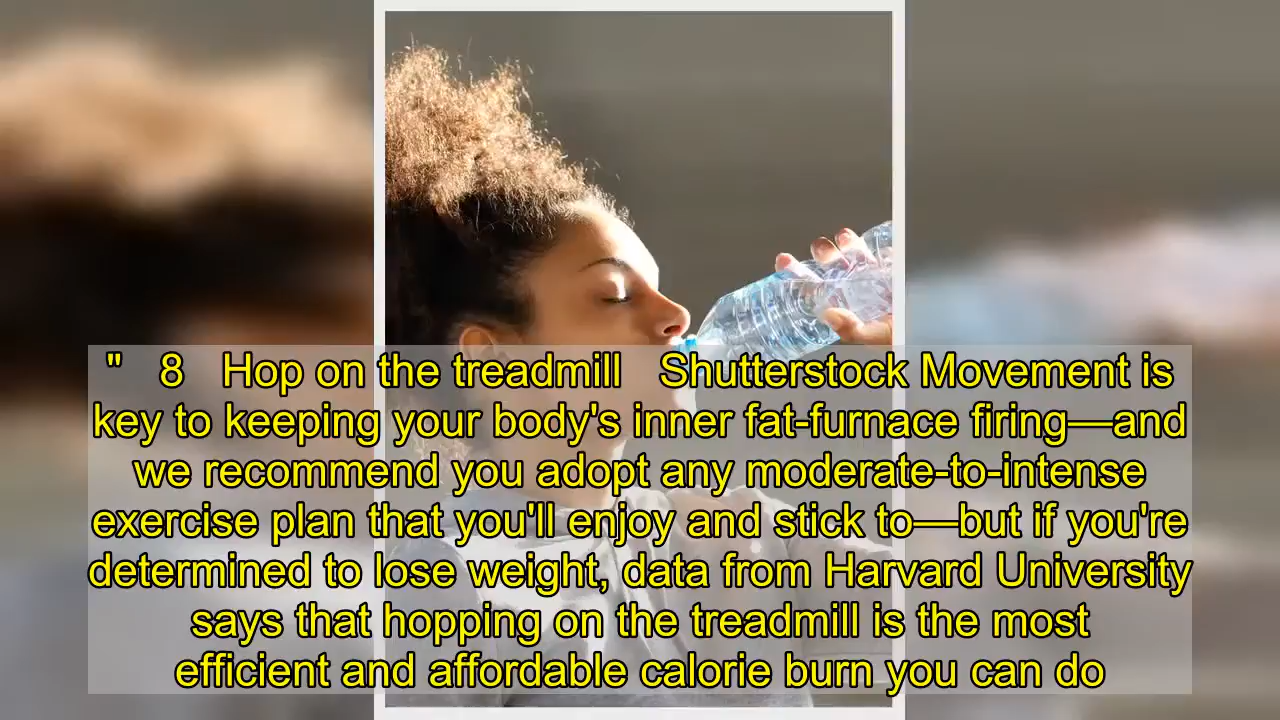 " 8 Hop on the treadmill Shutterstock Movement is
key to keeping your body's inner fat-furnace firing—and
we recommend you adopt any moderate-to-intense
exercise plan that you'll enjoy and stick to—but if you're
determined to lose weight, data from Harvard University
says that hopping on the treadmill is the most
efficient and affordable calorie burn you can do